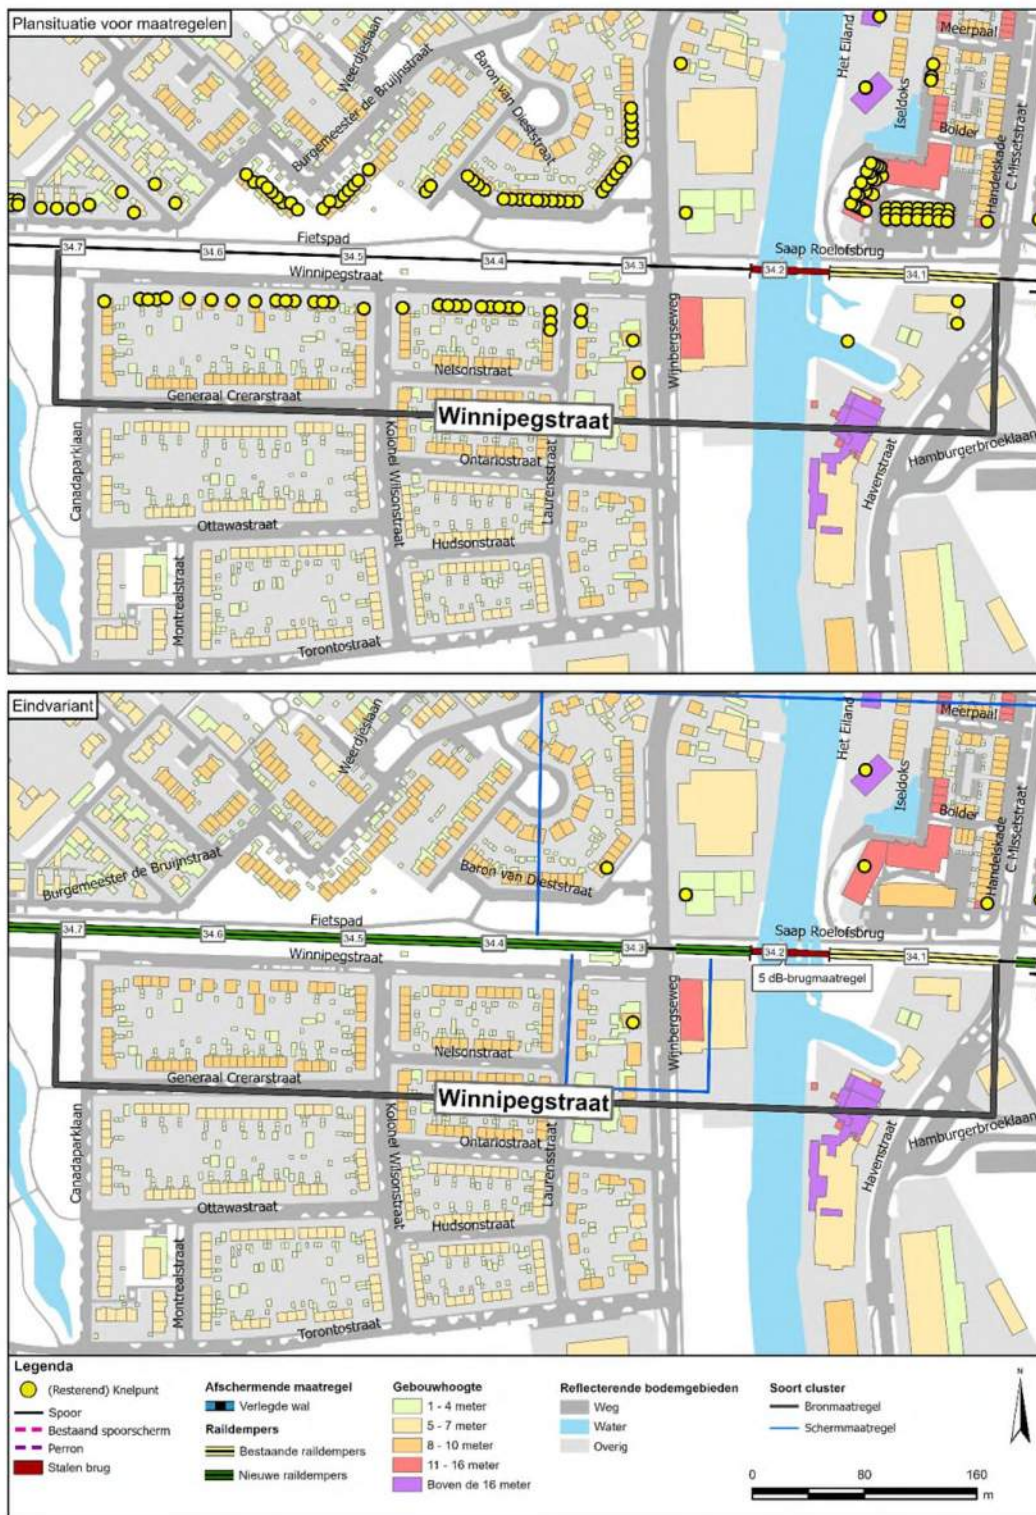 Plansituatie voor maatregelen
Weerdjeslaan
Burgemeester de Bruijnstraat
Baron van Dieststraat
Het Eiland
Iseldoks
Meerpaal
Bolder
Handelskade
C Missetstraat
Fietspad
Saap Roelofsbrug
34.7
34.6
34.5
34.4
34.3
34.2
34.1
Winnipegstraat
Wijnbergseweg
Nelsonstraat
Generaal Crerarstraat
Winnipegstraat
Canadaparklaan
Kolonel Wilsonstraat
Ontariostraat
Laurensstraat
Havenstraat
Hamburgerbroeklaan
Ottawastraat
Hudsonstraat
Montrealstraat
Torontostraat
Eindvariant
Weerdjeslaan
Burgemeester de Bruijnstraat
Baron van Dieststraat
Het Eiland
Iseldoks
Meerpaal
Bolder
Handelskade
C Missetstraat
Fietspad
Saap Roelofsbrug
34.7
34.6
34.5
34.4
34.3
34.2
34.1
Winnipegstraat
5 dB-brugmaatregel
Wijnbergseweg
Nelsonstraat
Generaal Crerarstraat
Winnipegstraat
Canadaparklaan
Kolonel Wilsonstraat
Ontariostraat
Laurensstraat
Havenstraat
Hamburgerbroeklaan
Ottawastraat
Hudsonstraat
Montrealstraat
Torontostraat
Legenda
(Resterend) Knelpunt
Spoor
Bestaand spoorscherm
Perron
Stalen brug
Afschermende maatregel
Verlegde wal
Raildempers
Bestaande raildempers
Nieuwe raildempers
Gebouwhoogte
1 - 4 meter
5 - 7 meter
8 - 10 meter
11 - 16 meter
Boven de 16 meter
Reflecterende bodemgebieden
Weg
Water
Overig
Soort cluster
Bronmaatregel
Schermmaatregel
N
0 80 160
m